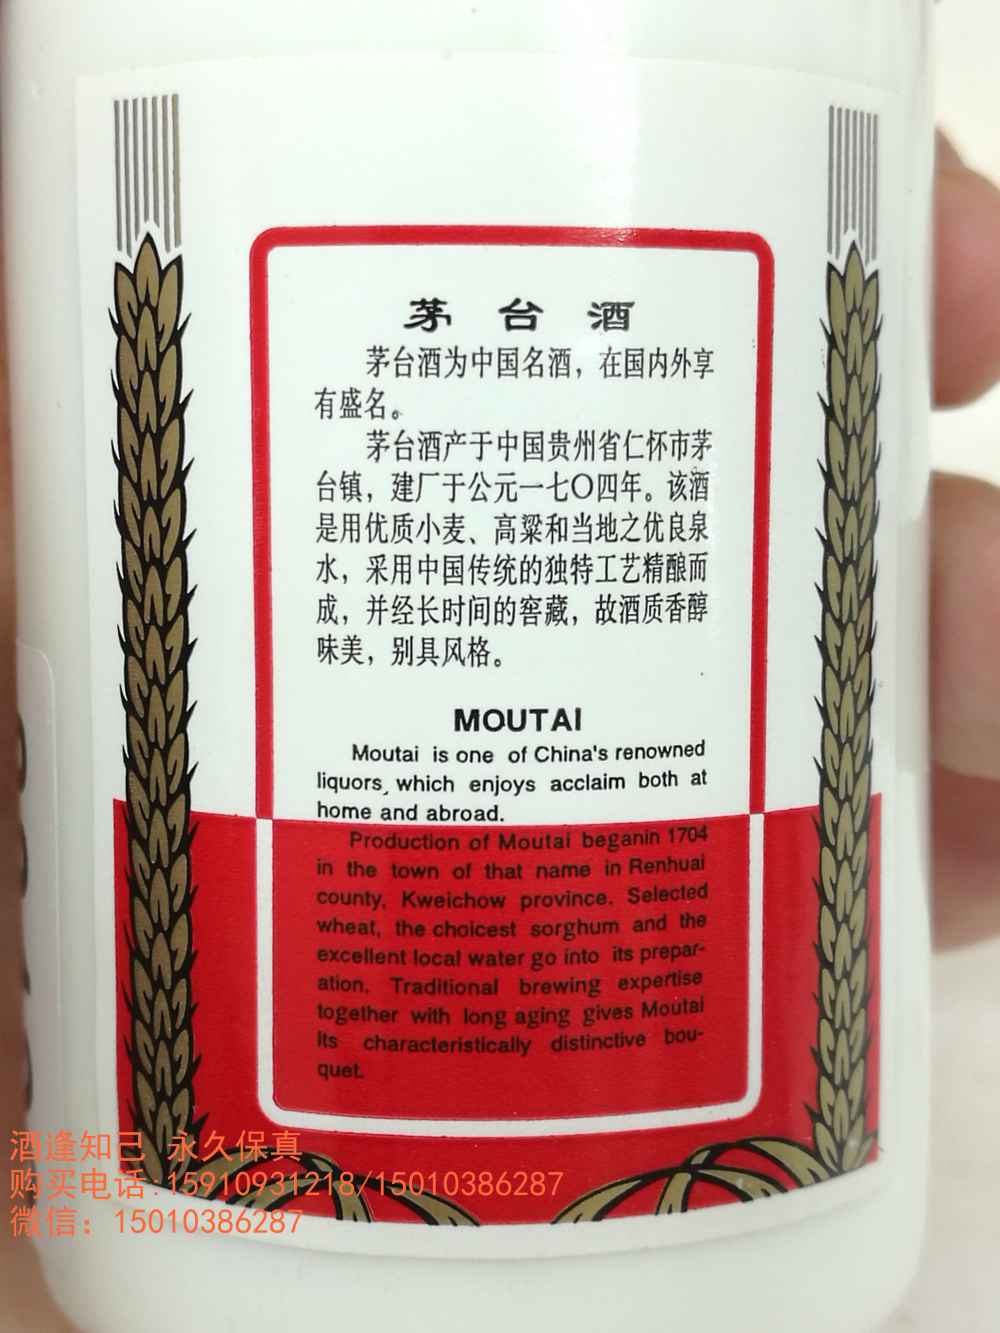 茅台酒
茅台酒为中国名酒，在国内外享
有盛名。
茅台酒产于中国贵州省仁怀市茅
台镇，建厂于公元一七〇四年。该酒
是用优质小麦、高粱和当地之优良泉
水，采用中国传统的独特工艺精酿而
成，并经长时间的窖藏，故酒质香醇
味美，别具风格。
MOUTAI
Moutai is one of China's renowned
liquors, which enjoys acclaim both at
home and abroad.
Production of Moutai beganin 1704
in the town of that name in Renhuai
county, Kweichow province. Selected
wheat, the choicest sorghum and the
excellent local water go into its prepar-
ation. Traditional brewing expertise
together with long aging gives Moutai
Its characteristically distinctive bou-
quet.
酒逢知己 永久保真
购买电话:15910931218/15010386287
微信：15010386287